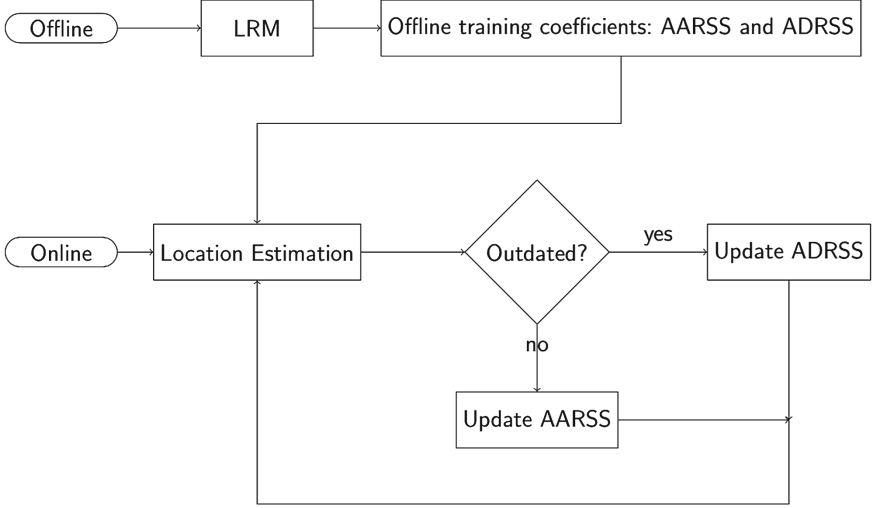 Offline
LRM
Offline training coefficients: AARSS and ADRSS
Online
Location Estimation
Outdated?
yes
Update ADRSS
no
Update AARSS